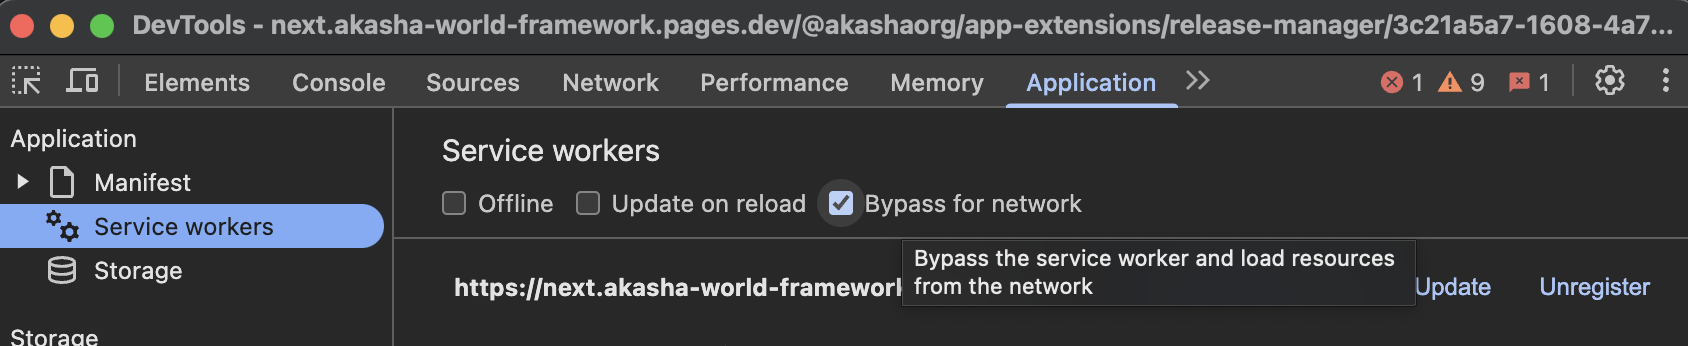 DevTools - next.akasha-world-framework.pages.dev/@akashaorg/app-extensions/release-manager/3c21a5a7-1608-4a7...
Elements Console Sources Network Performance Memory Application 1 9 1
Application
Manifest
Service workers
Storage
Storage
Service workers
Offline Update on reload Bypass for network
Bypass the service worker and load resources
from the network
https://next.akasha-world-framework Update Unregister